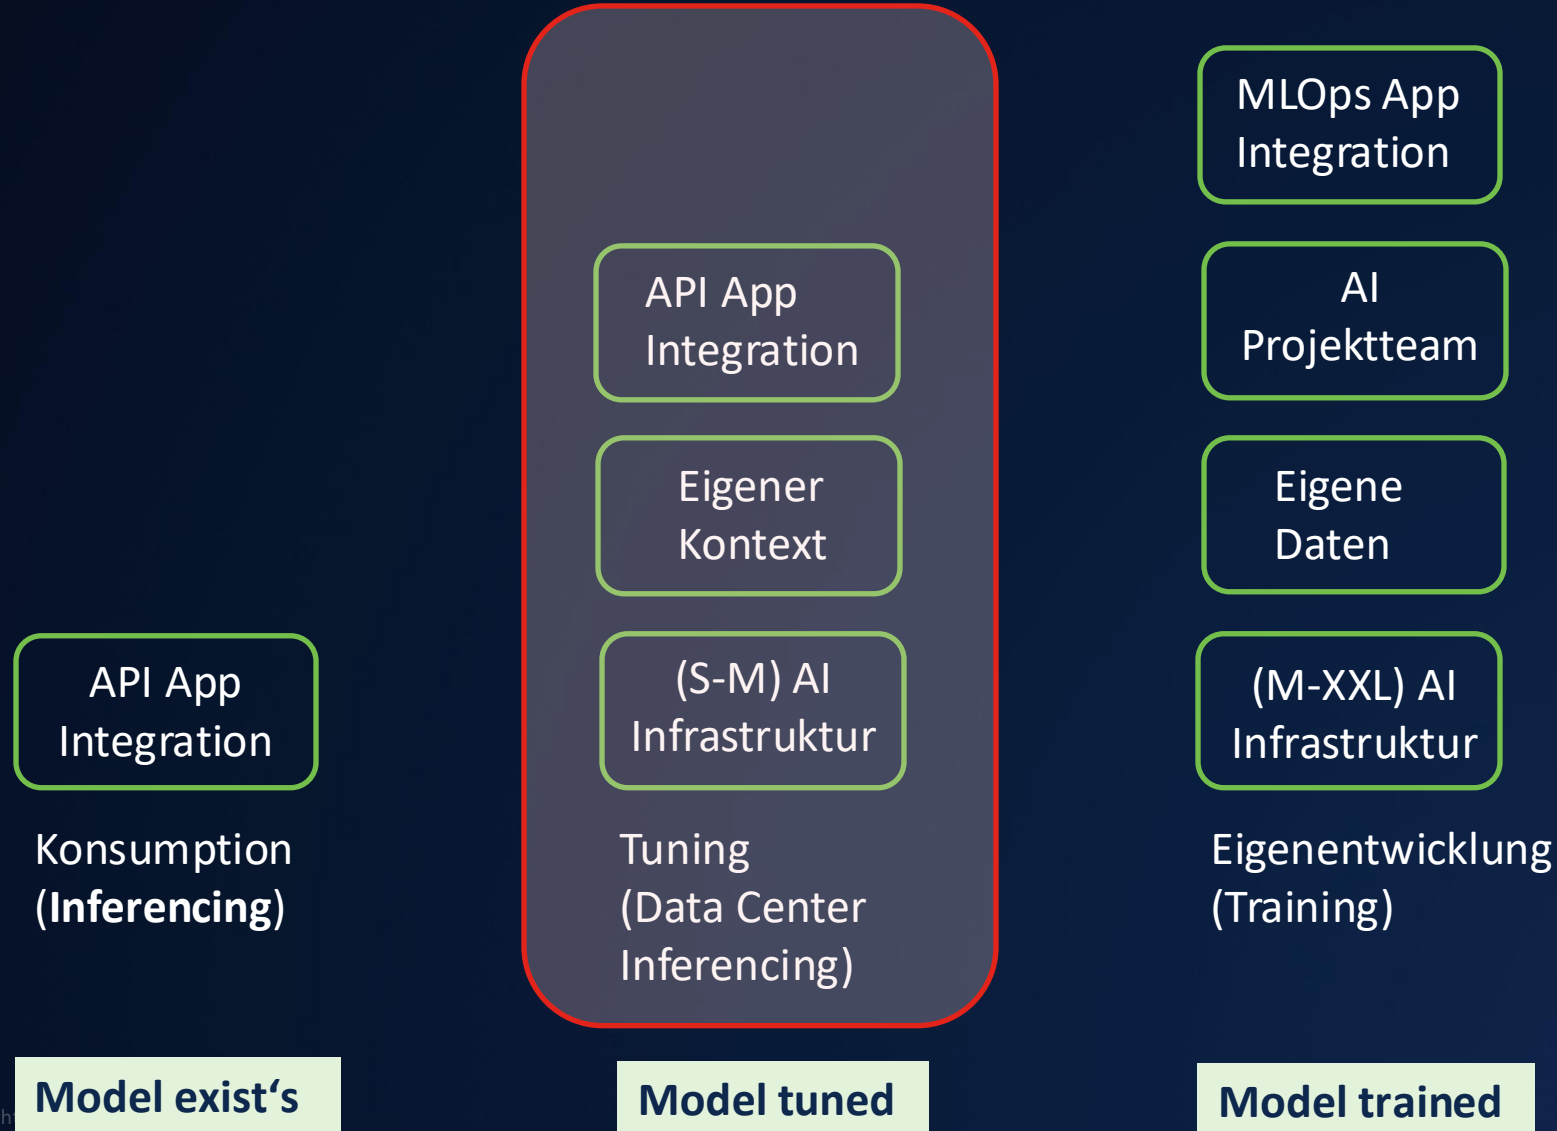 API App
Integration
Konsumption
(Inferencing)
Model exist‘s
API App
Integration
Eigener
Kontext
(S-M) AI
Infrastruktur
Tuning
(Data Center
Inferencing)
Model tuned
MLOps App
Integration
AI
Projektteam
Eigene
Daten
(M-XXL) AI
Infrastruktur
Eigenentwicklung
(Training)
Model trained